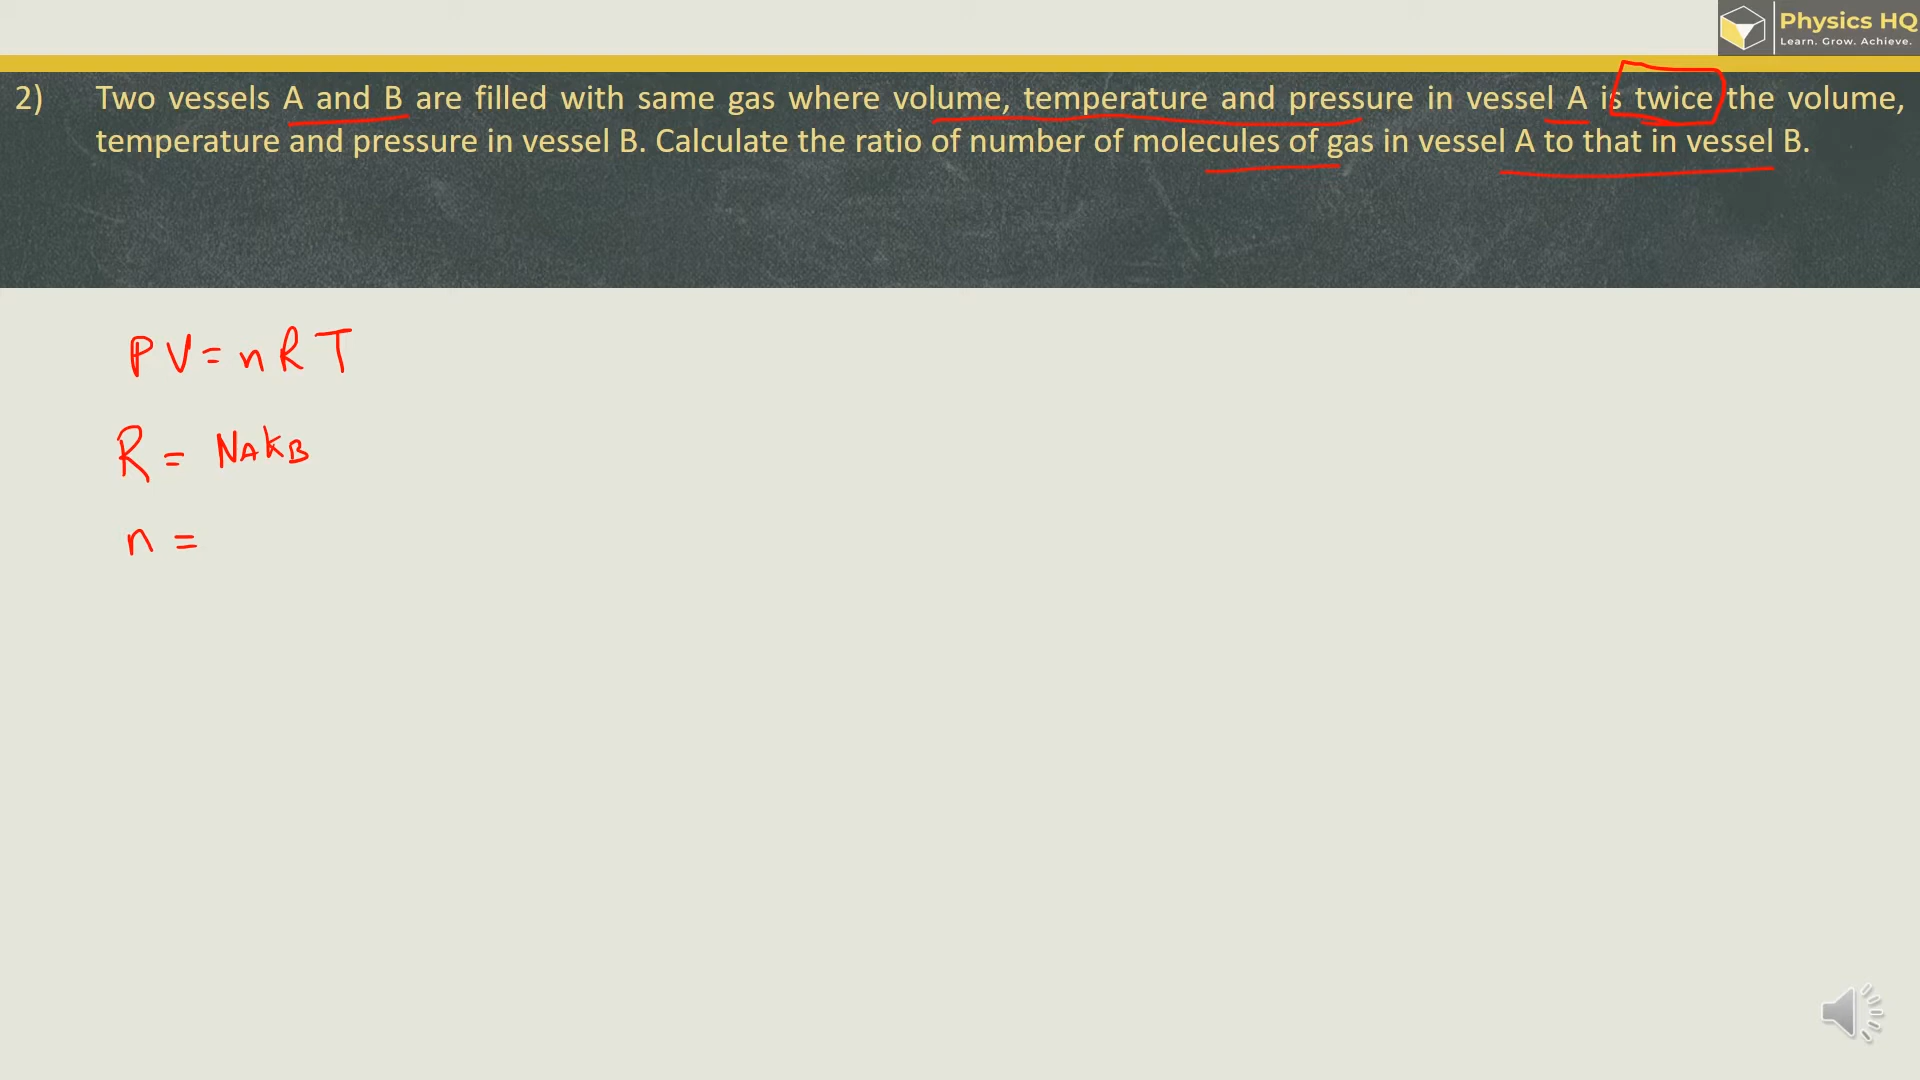 Physics HQ
Learn. Grow. Achieve.
2) Two vessels A and B are filled with same gas where volume, temperature and pressure in vessel A is twice the volume,
temperature and pressure in vessel B. Calculate the ratio of number of molecules of gas in vessel A to that in vessel B.
PV = nRT
R = NAKB
n =